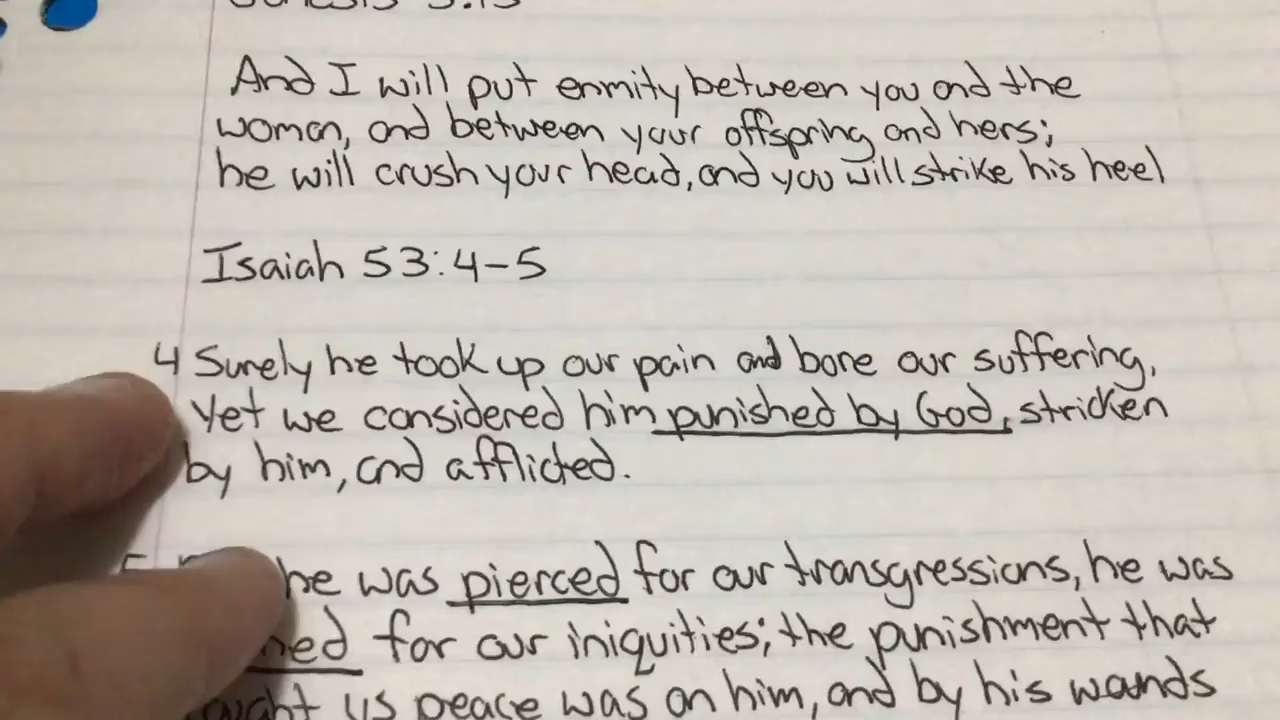 Genesis 3:15
And I will put enmity between you and the
woman, and between your offspring and hers;
he will crush your head, and you will strike his heel
Isaiah 53:4-5
4 Surely he took up our pain and bore our suffering,
Yet we considered him punished by God, stricken
by him, and afflicted.
he was pierced for our transgressions, he was
for our iniquities; the punishment that
us peace was on him, and by his wounds